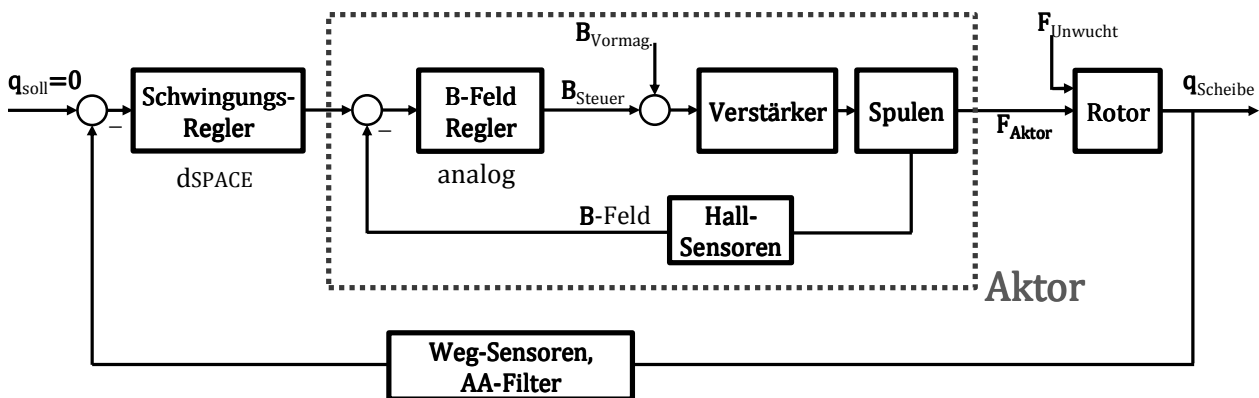 q_soll=0
–
Schwingungs-
Regler
dSPACE
–
B-Feld
Regler
analog
B_Steuer
B_Vormag.
Verstärker
Spulen
B-Feld
Hall-
Sensoren
Aktor
F_Aktor
F_Unwucht
Rotor
q_Scheibe
Weg-Sensoren,
AA-Filter